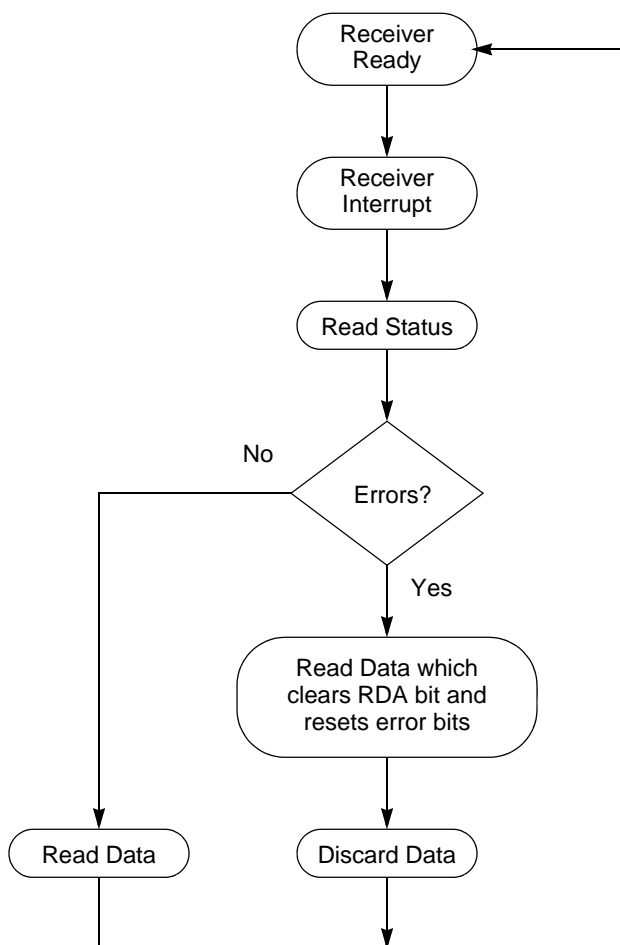 Receiver
Ready
Receiver
Interrupt
Read Status
No
Errors?
Yes
Read Data which
clears RDA bit and
resets error bits
Read Data
Discard Data